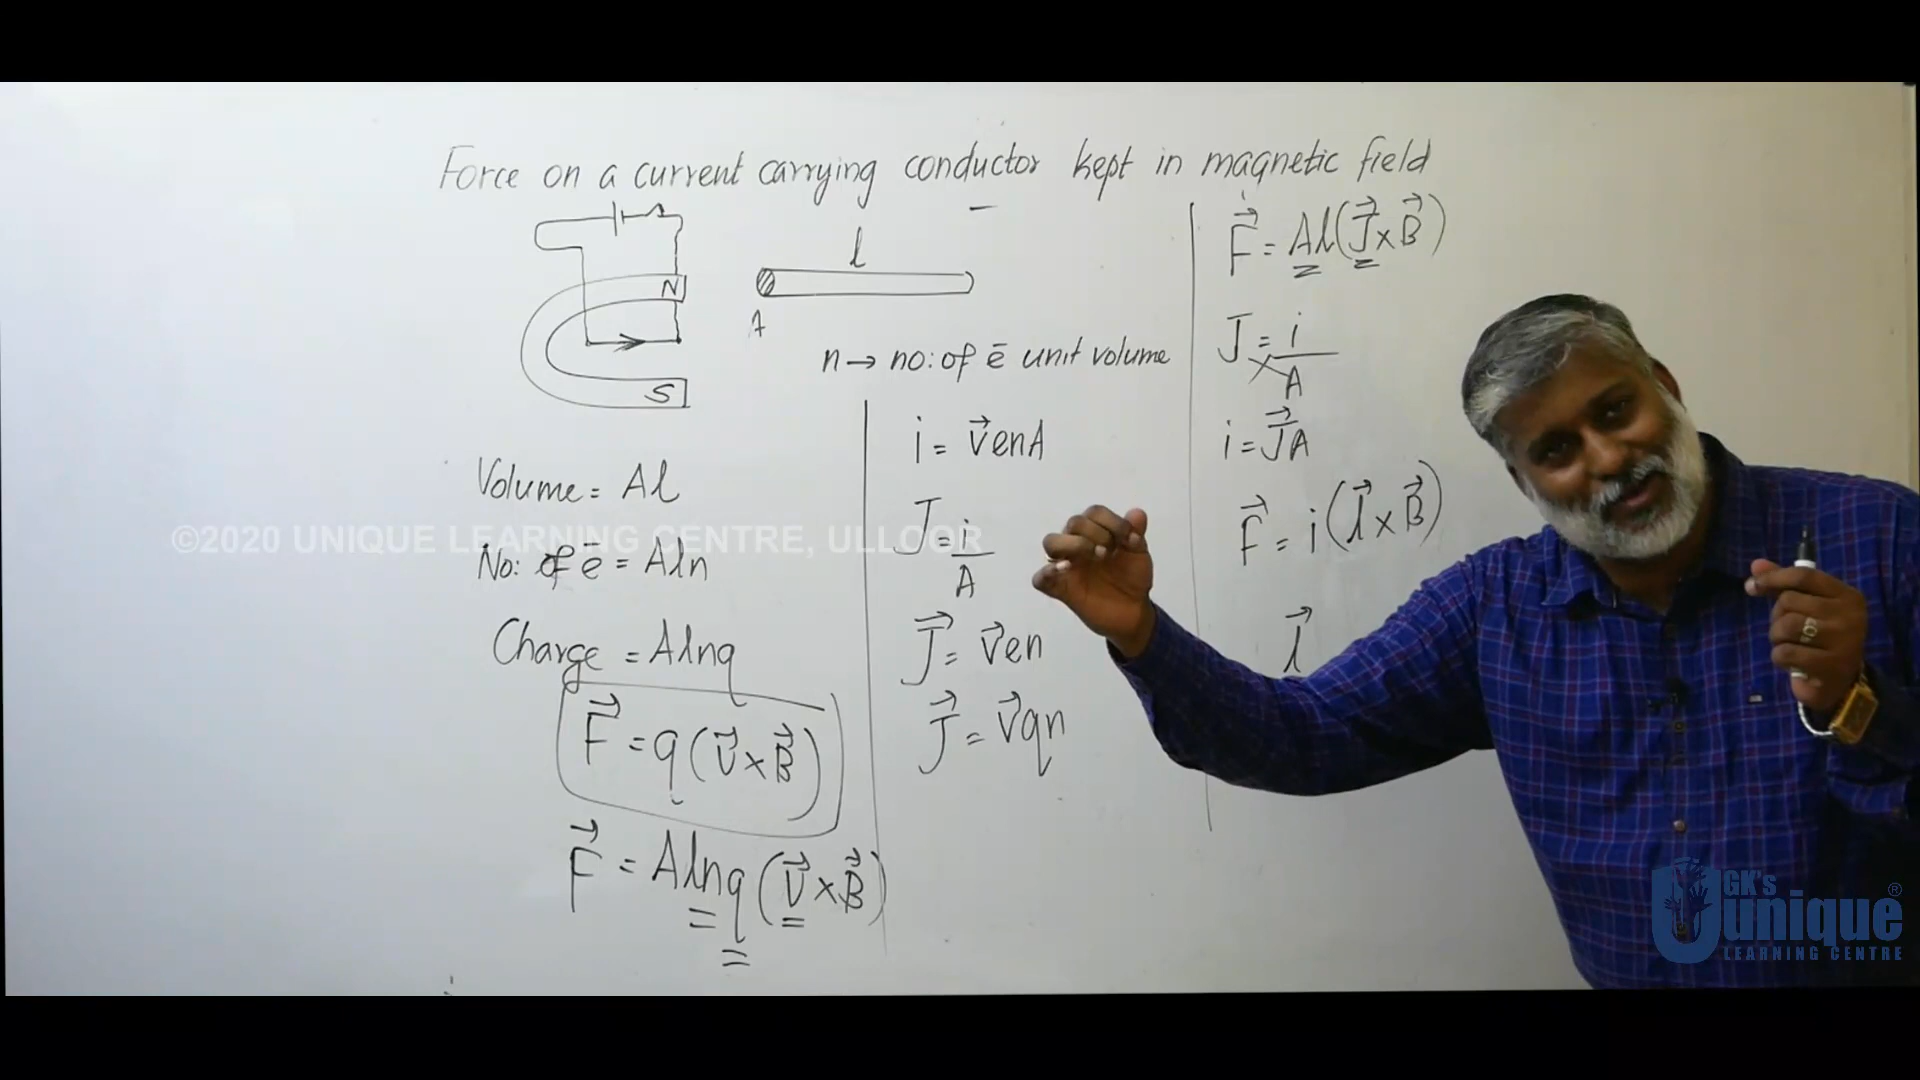 Force on a current carrying conductor kept in magnetic field
N
S
l
A
n → no: of ē unit volume
Volume = Al
No: of ē = Aln
Charge = Alnq
F⃗ = q(v⃗ × B⃗)
F⃗ = Alnq(v⃗ × B⃗)
i = v⃗enA
J = i/A
J⃗ = v⃗en
J⃗ = v⃗qn
F⃗ = Al(J⃗ × B⃗)
J = i/A
i = J⃗A
F⃗ = i(l⃗ × B⃗)
l⃗
©2020 UNIQUE LEARNING CENTRE, ULLOOR
GK's
Unique®
LEARNING CENTRE